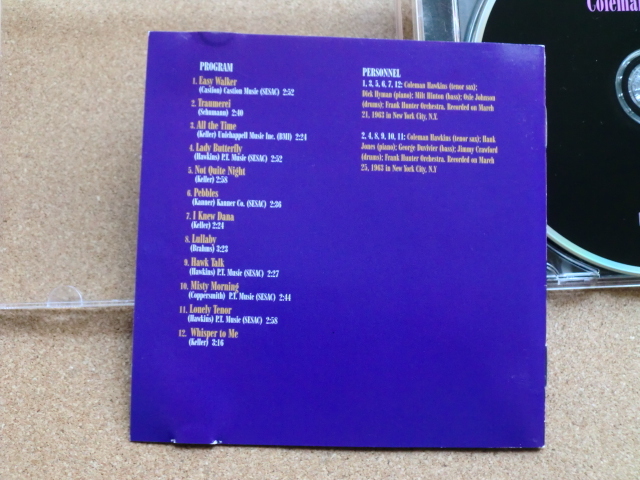 Coleman
PROGRAM
1. Easy Walker
(Castion) Castion Music (SESAC) 2:52
2. Traumerei
(Schumann) 2:40
3. All the Time
(Keller) Unichappell Music Inc. (BMI) 2:24
4. Lady Butterfly
(Hawkins) P.T. Music (SESAC) 2:52
5. Not Quite Night
(Keller) 2:58
6. Pebbles
(Kanner) Kanner Co. (SESAC) 2:36
7. I Knew Dana
(Keller) 2:24
8. Lullaby
(Brahms) 3:23
9. Hawk Talk
(Hawkins) P.T. Music (SESAC) 2:27
10. Misty Morning
(Coppersmith) P.T. Music (SESAC) 2:44
11. Lonely Tenor
(Hawkins) P.T. Music (SESAC) 2:58
12. Whisper to Me
(Keller) 3:16
PERSONNEL
1, 3, 5, 6, 7, 12: Coleman Hawkins (tenor sax);
Dick Hyman (piano); Milt Hinton (bass); Osie Johnson
(drums); Frank Hunter Orchestra. Recorded on March
21, 1963 in New York City, N.Y.
2, 4, 8, 9, 10, 11: Coleman Hawkins (tenor sax); Hank
Jones (piano); George Duvivier (bass); Jimmy Crawford
(drums); Frank Hunter Orchestra. Recorded on March
25, 1963 in New York City, N.Y